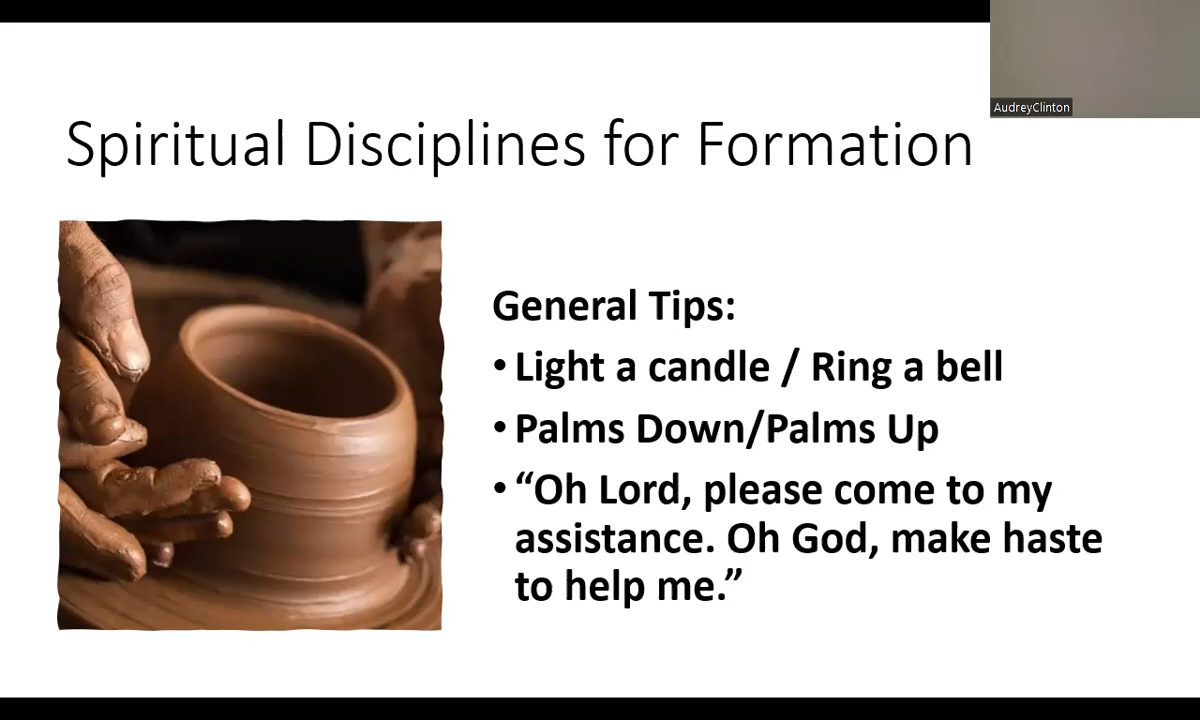 AudreyClinton
Spiritual Disciplines for Formation
General Tips:
• Light a candle / Ring a bell
• Palms Down/Palms Up
• “Oh Lord, please come to my
assistance. Oh God, make haste
to help me.”